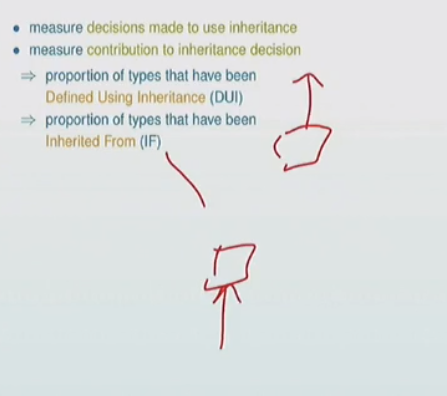 • measure decisions made to use inheritance
• measure contribution to inheritance decision
⇒ proportion of types that have been
Defined Using Inheritance (DUI)
⇒ proportion of types that have been
Inherited From (IF)